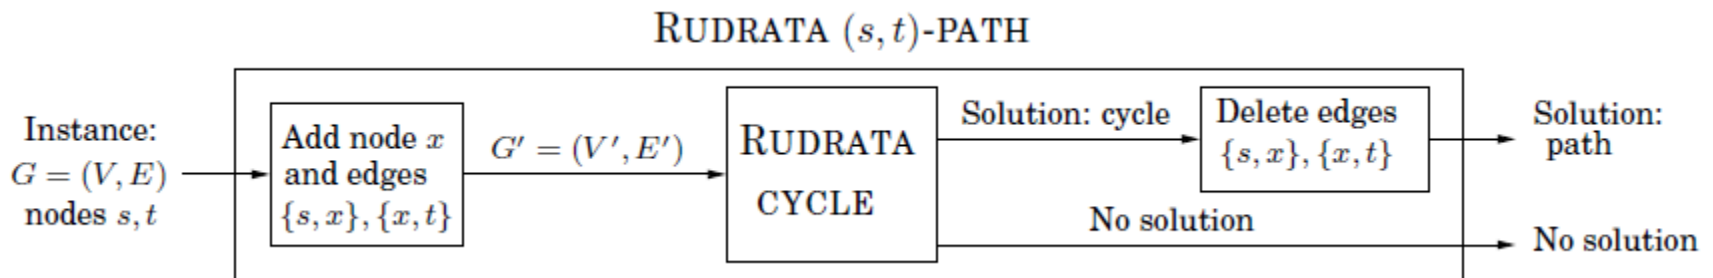 RUDRATA (s, t)-PATH
Instance:
G = (V, E)
nodes s, t
Add node x
and edges
{s, x}, {x, t}
G′ = (V′, E′)
RUDRATA
CYCLE
Solution: cycle
No solution
Delete edges
{s, x}, {x, t}
Solution:
path
No solution